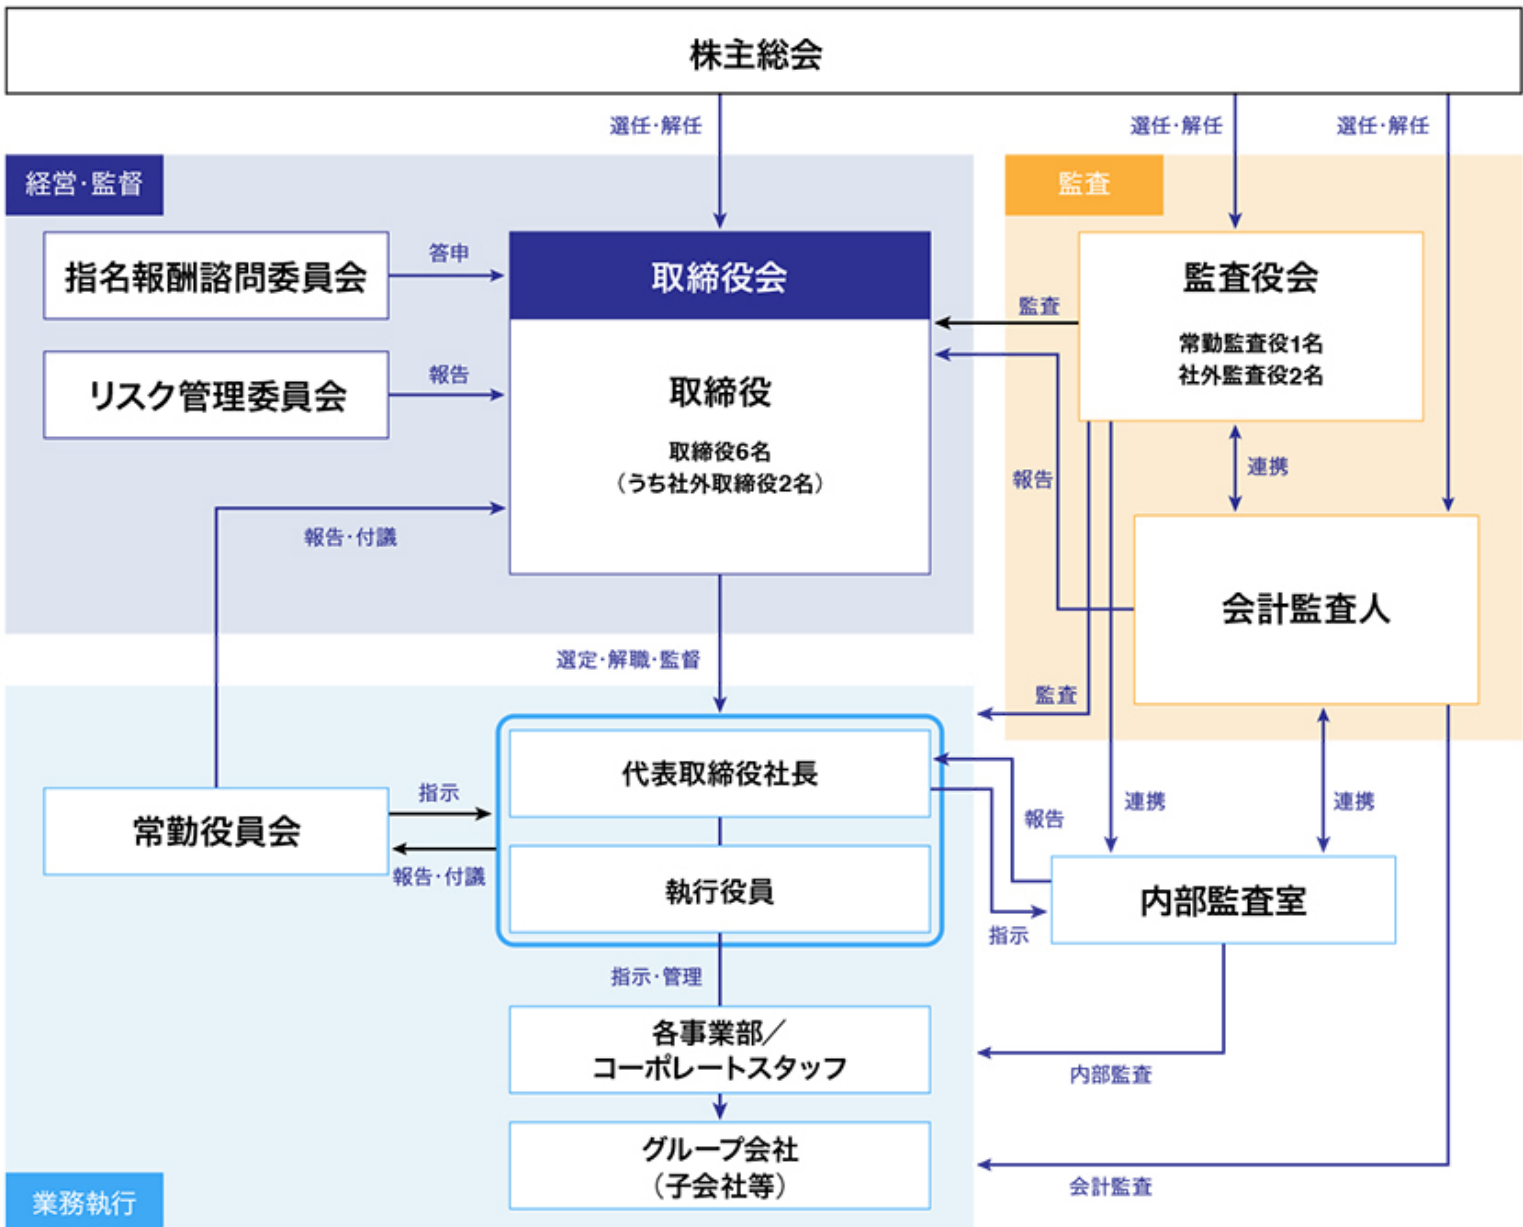 株主総会
選任・解任
選任・解任
選任・解任
経営・監督
監査
指名報酬諮問委員会
答申
取締役会
監査役会
監査
常勤監査役1名
社外監査役2名
リスク管理委員会
報告
取締役
取締役6名
（うち社外取締役2名）
連携
報告
報告・付議
会計監査人
選定・解職・監督
監査
代表取締役社長
指示
常勤役員会
連携
連携
報告
報告・付議
執行役員
内部監査室
指示
指示・管理
各事業部／
コーポレートスタッフ
内部監査
グループ会社
（子会社等）
会計監査
業務執行